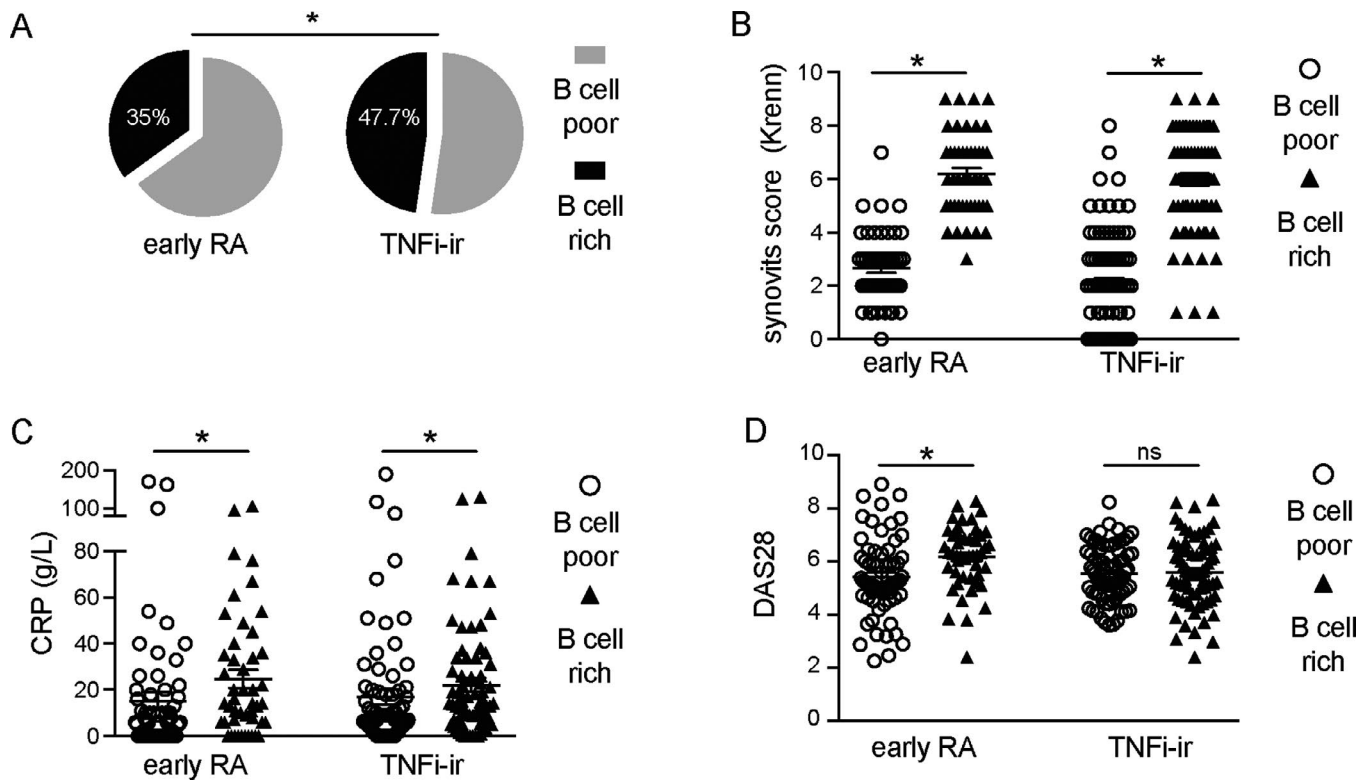 A
*
35%
47.7%
B cell
poor
B cell
rich
early RA
TNFi-ir
B
synovits score (Krenn)
10
8
6
4
2
0
*
*
B cell
poor
B cell
rich
early RA
TNFi-ir
C
CRP (g/L)
200
100
80
60
40
20
0
*
*
B cell
poor
B cell
rich
early RA
TNFi-ir
D
DAS28
10
8
6
4
2
0
*
ns
B cell
poor
B cell
rich
early RA
TNFi-ir